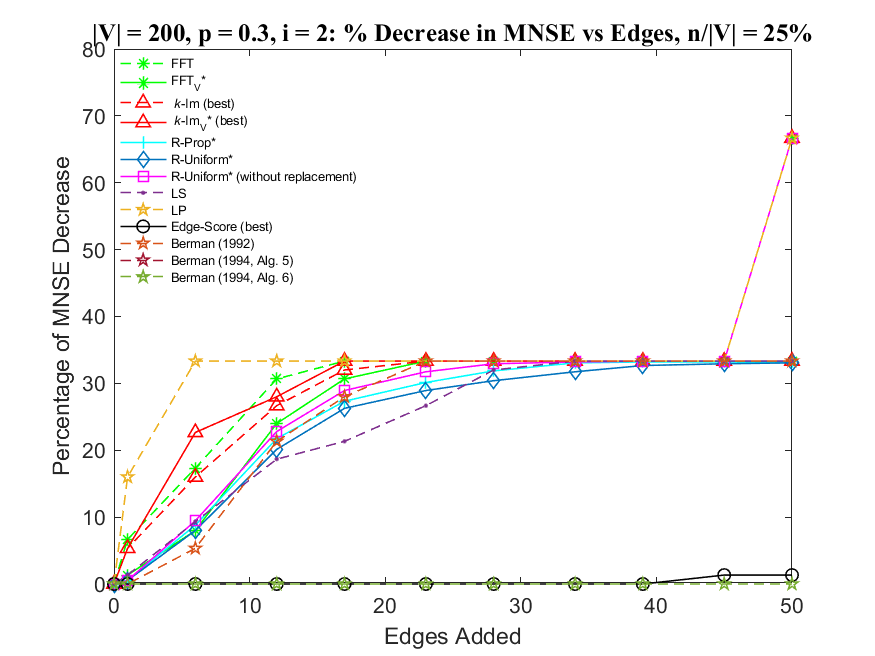 |V| = 200, p = 0.3, i = 2: % Decrease in MNSE vs Edges, n/|V| = 25%
80
70
60
50
40
30
20
10
0
Percentage of MNSE Decrease
FFT
FFT_V*
k-lm (best)
k-lm_V* (best)
R-Prop*
R-Uniform*
R-Uniform* (without replacement)
LS
LP
Edge-Score (best)
Berman (1992)
Berman (1994, Alg. 5)
Berman (1994, Alg. 6)
0 10 20 30 40 50
Edges Added